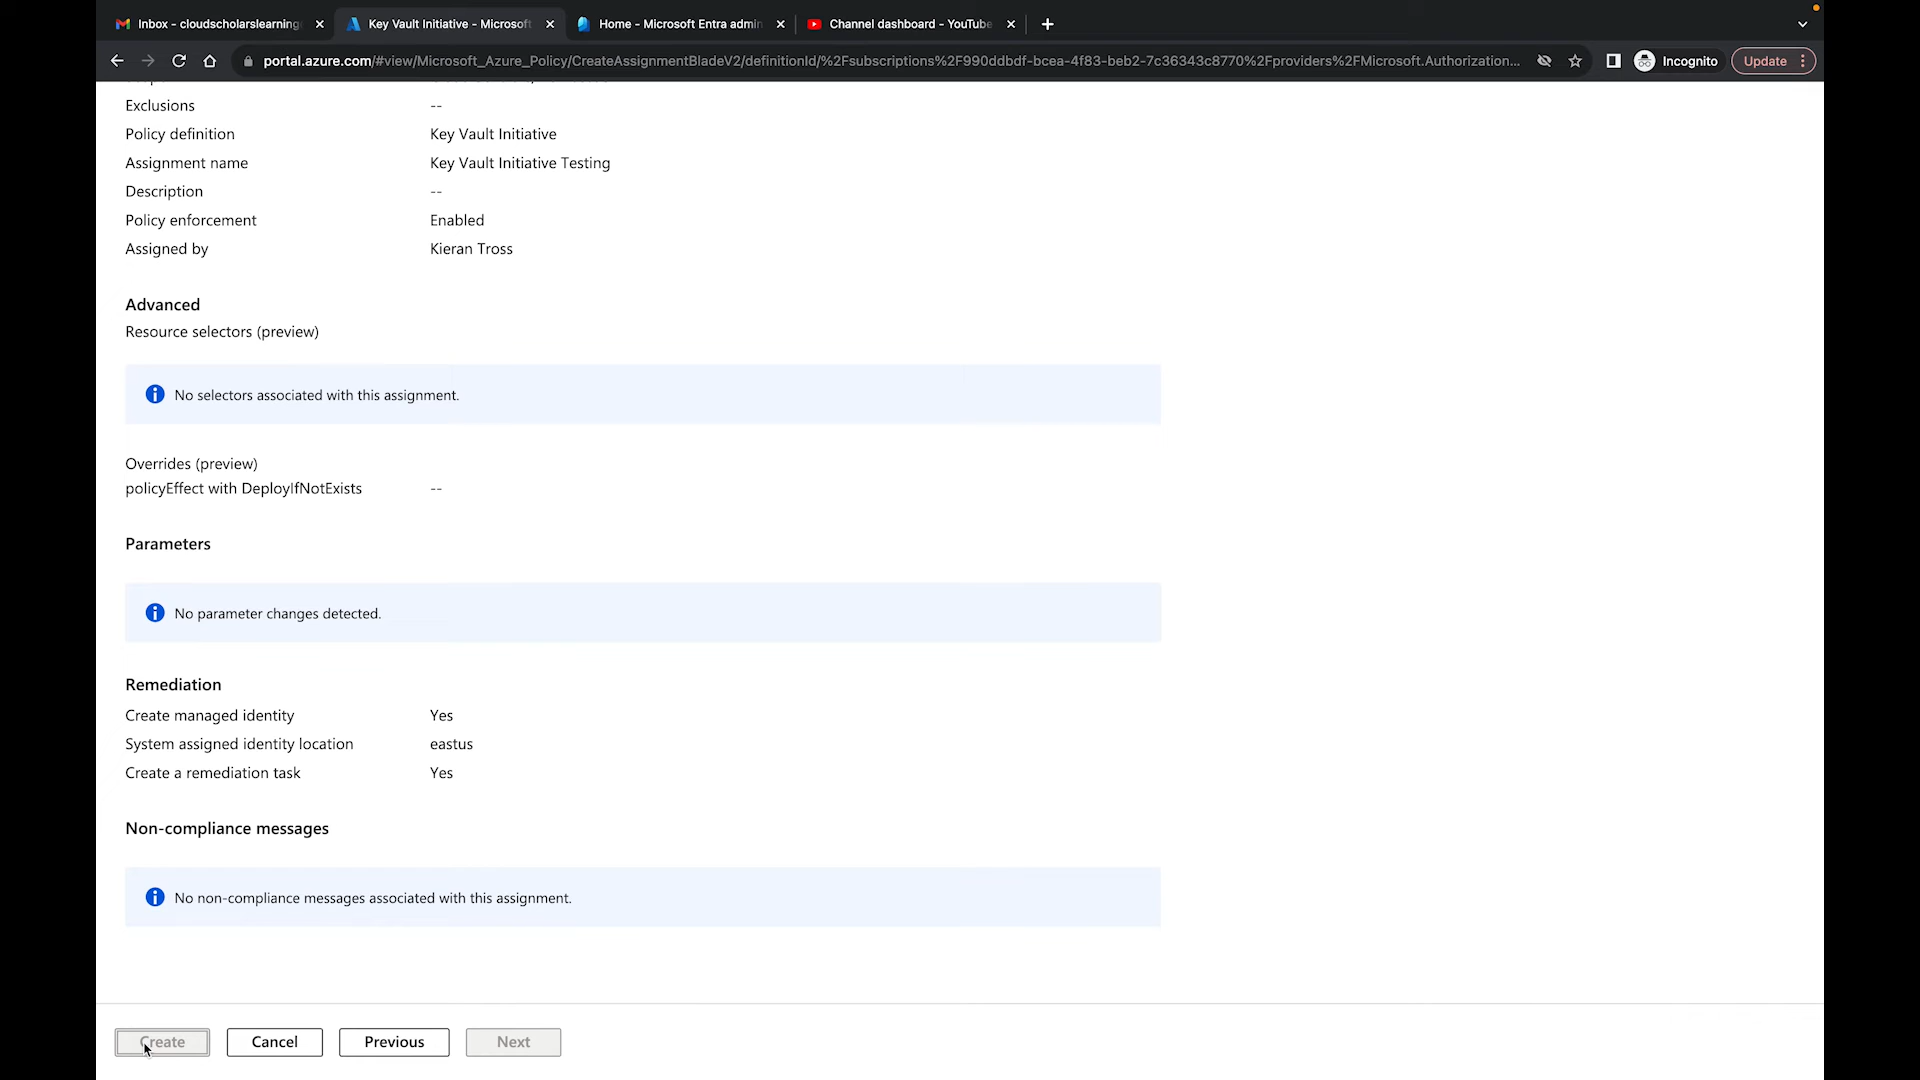 Inbox - cloudscholarslearning
Key Vault Initiative - Microsoft
Home - Microsoft Entra admin
Channel dashboard - YouTube
portal.azure.com/#view/Microsoft_Azure_Policy/CreateAssignmentBladeV2/definitionId/%2Fsubscriptions%2F990ddbdf-bcea-4f83-beb2-7c36343c8770%2Fproviders%2FMicrosoft.Authorization...
Incognito
Update
Exclusions --
Policy definition Key Vault Initiative
Assignment name Key Vault Initiative Testing
Description --
Policy enforcement Enabled
Assigned by Kieran Tross
Advanced
Resource selectors (preview)
No selectors associated with this assignment.
Overrides (preview)
policyEffect with DeployIfNotExists --
Parameters
No parameter changes detected.
Remediation
Create managed identity Yes
System assigned identity location eastus
Create a remediation task Yes
Non-compliance messages
No non-compliance messages associated with this assignment.
Create Cancel Previous Next